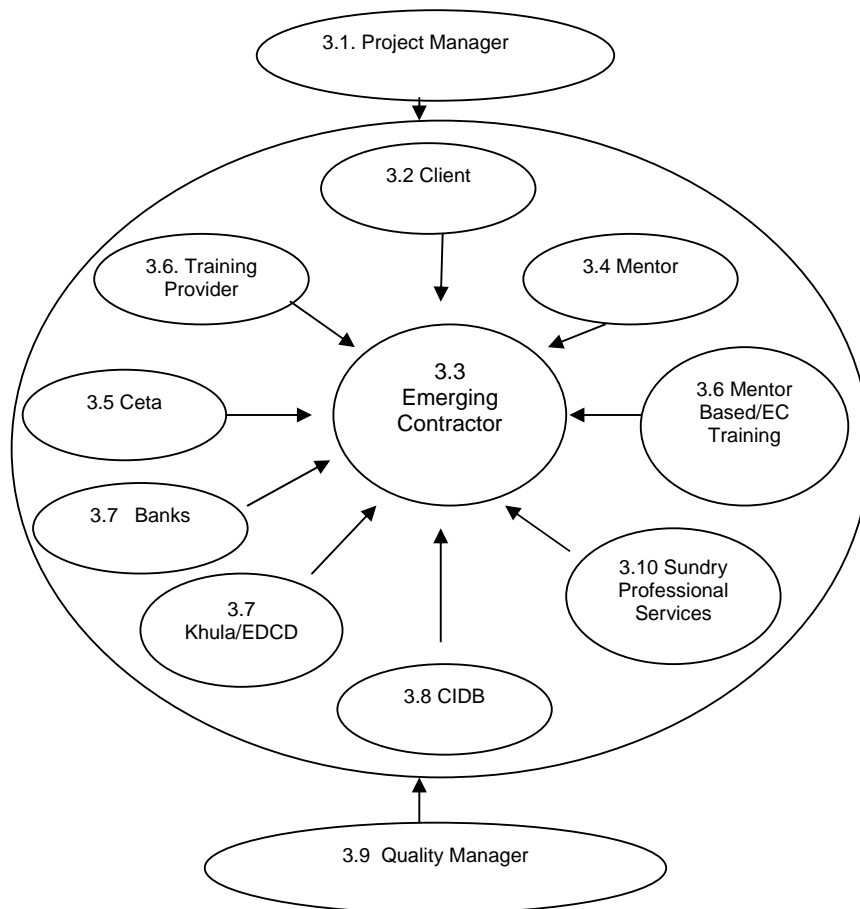 3.1. Project Manager
3.2 Client
3.6. Training
Provider
3.4 Mentor
3.3
Emerging
Contractor
3.5 Ceta
3.6 Mentor
Based/EC
Training
3.7 Banks
3.10 Sundry
Professional
Services
3.7
Khula/EDCD
3.8 CIDB
3.9 Quality Manager